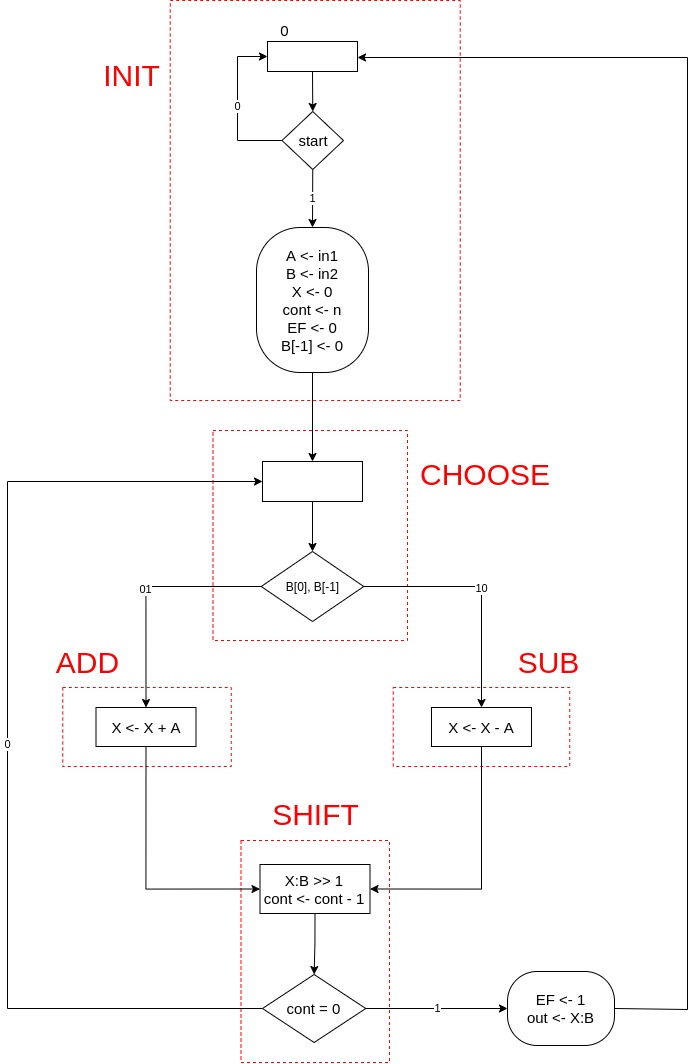 0
INIT
0
start
1
A <- in1
B <- in2
X <- 0
cont <- n
EF <- 0
B[-1] <- 0
CHOOSE
B[0], B[-1]
01
10
ADD
SUB
X <- X + A
X <- X - A
0
SHIFT
X:B >> 1
cont <- cont - 1
cont = 0
1
EF <- 1
out <- X:B